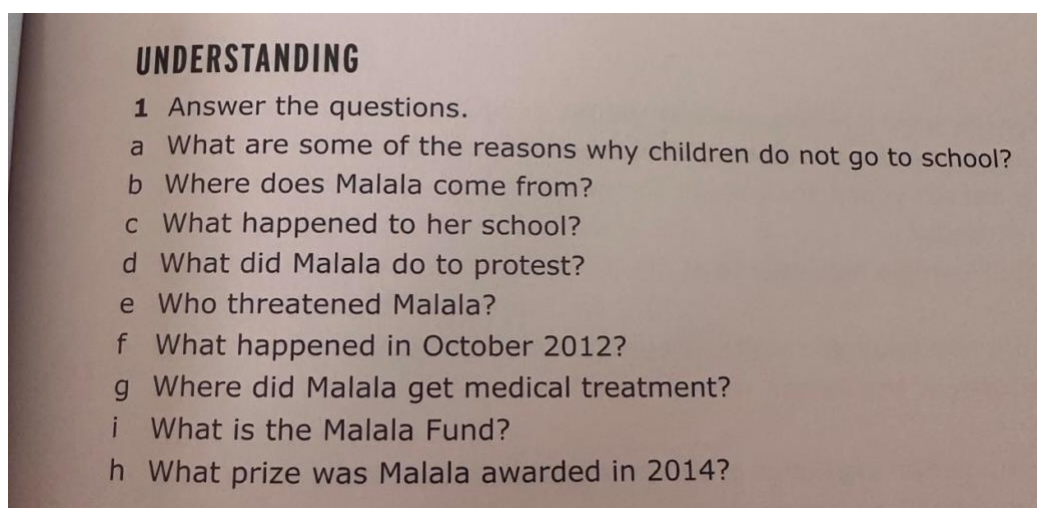 UNDERSTANDING
1 Answer the questions.
a What are some of the reasons why children do not go to school?
b Where does Malala come from?
c What happened to her school?
d What did Malala do to protest?
e Who threatened Malala?
f What happened in October 2012?
g Where did Malala get medical treatment?
i What is the Malala Fund?
h What prize was Malala awarded in 2014?